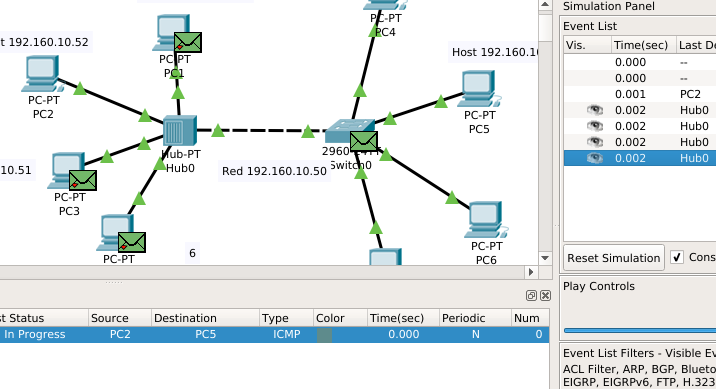 Simulation Panel
Event List
Vis. Time(sec) Last De
0.000 --
0.000 --
0.001 PC2
0.002 Hub0
0.002 Hub0
0.002 Hub0
0.002 Hub0
Reset Simulation Cons
Play Controls
Event List Filters - Visible Ev
ACL Filter, ARP, BGP, Blueto
EIGRP, EIGRPv6, FTP, H.323
PC-PT
PC4
t 192.160.10.52
PC-PT
PC1
Host 192.160.10
PC-PT
PC2
PC-PT
PC5
Hub-PT
Hub0
2960-24TT
Switch0
10.51
Red 192.160.10.50
PC-PT
PC3
PC-PT
PC-PT
PC6
6
st Status Source Destination Type Color Time(sec) Periodic Num
In Progress PC2 PC5 ICMP 0.000 N 0